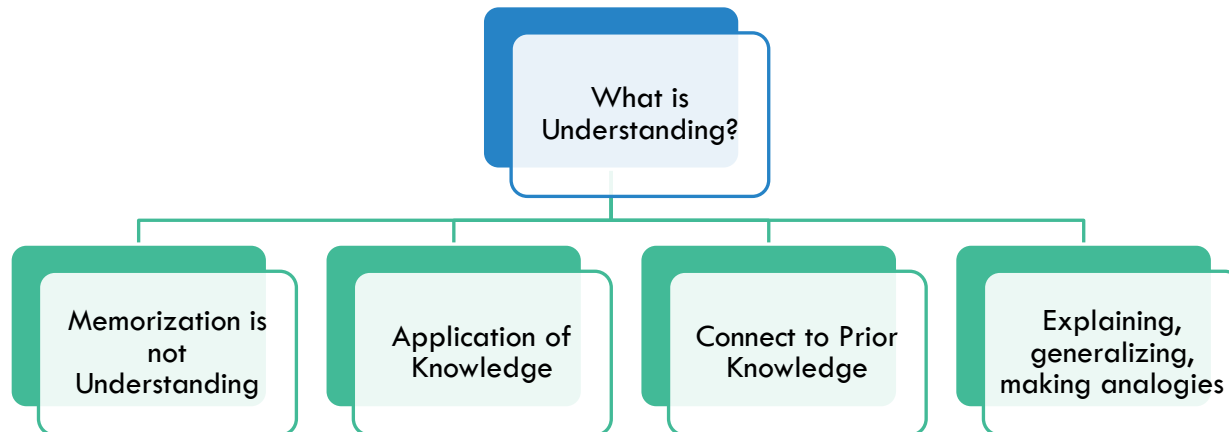 What is
Understanding?
Memorization is
not
Understanding
Application of
Knowledge
Connect to Prior
Knowledge
Explaining,
generalizing,
making analogies